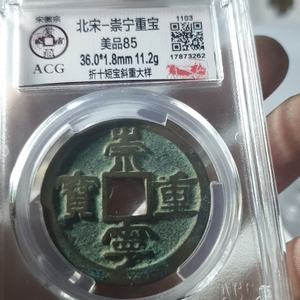 宋徽宗
ACG
北宋-崇宁重宝
美品85
36.0*1.8mm 11.2g
折十短宝斜重大样
1103
17873262
崇
寧
重
寶